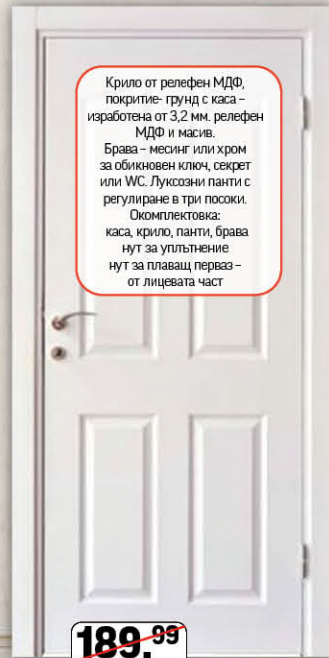 Крило от релефен МДФ,
покритие- грунд с каса –
изработена от 3,2 мм. релефен
МДФ и масив.
Брава – месинг или хром
за обикновен ключ, секрет
или WC. Луксозни панти с
регулиране в три посоки.
Окомплектовка:
каса, крило, панти, брава
нут за уплътнение
нут за плаващ перваз –
от лицевата част
189.99